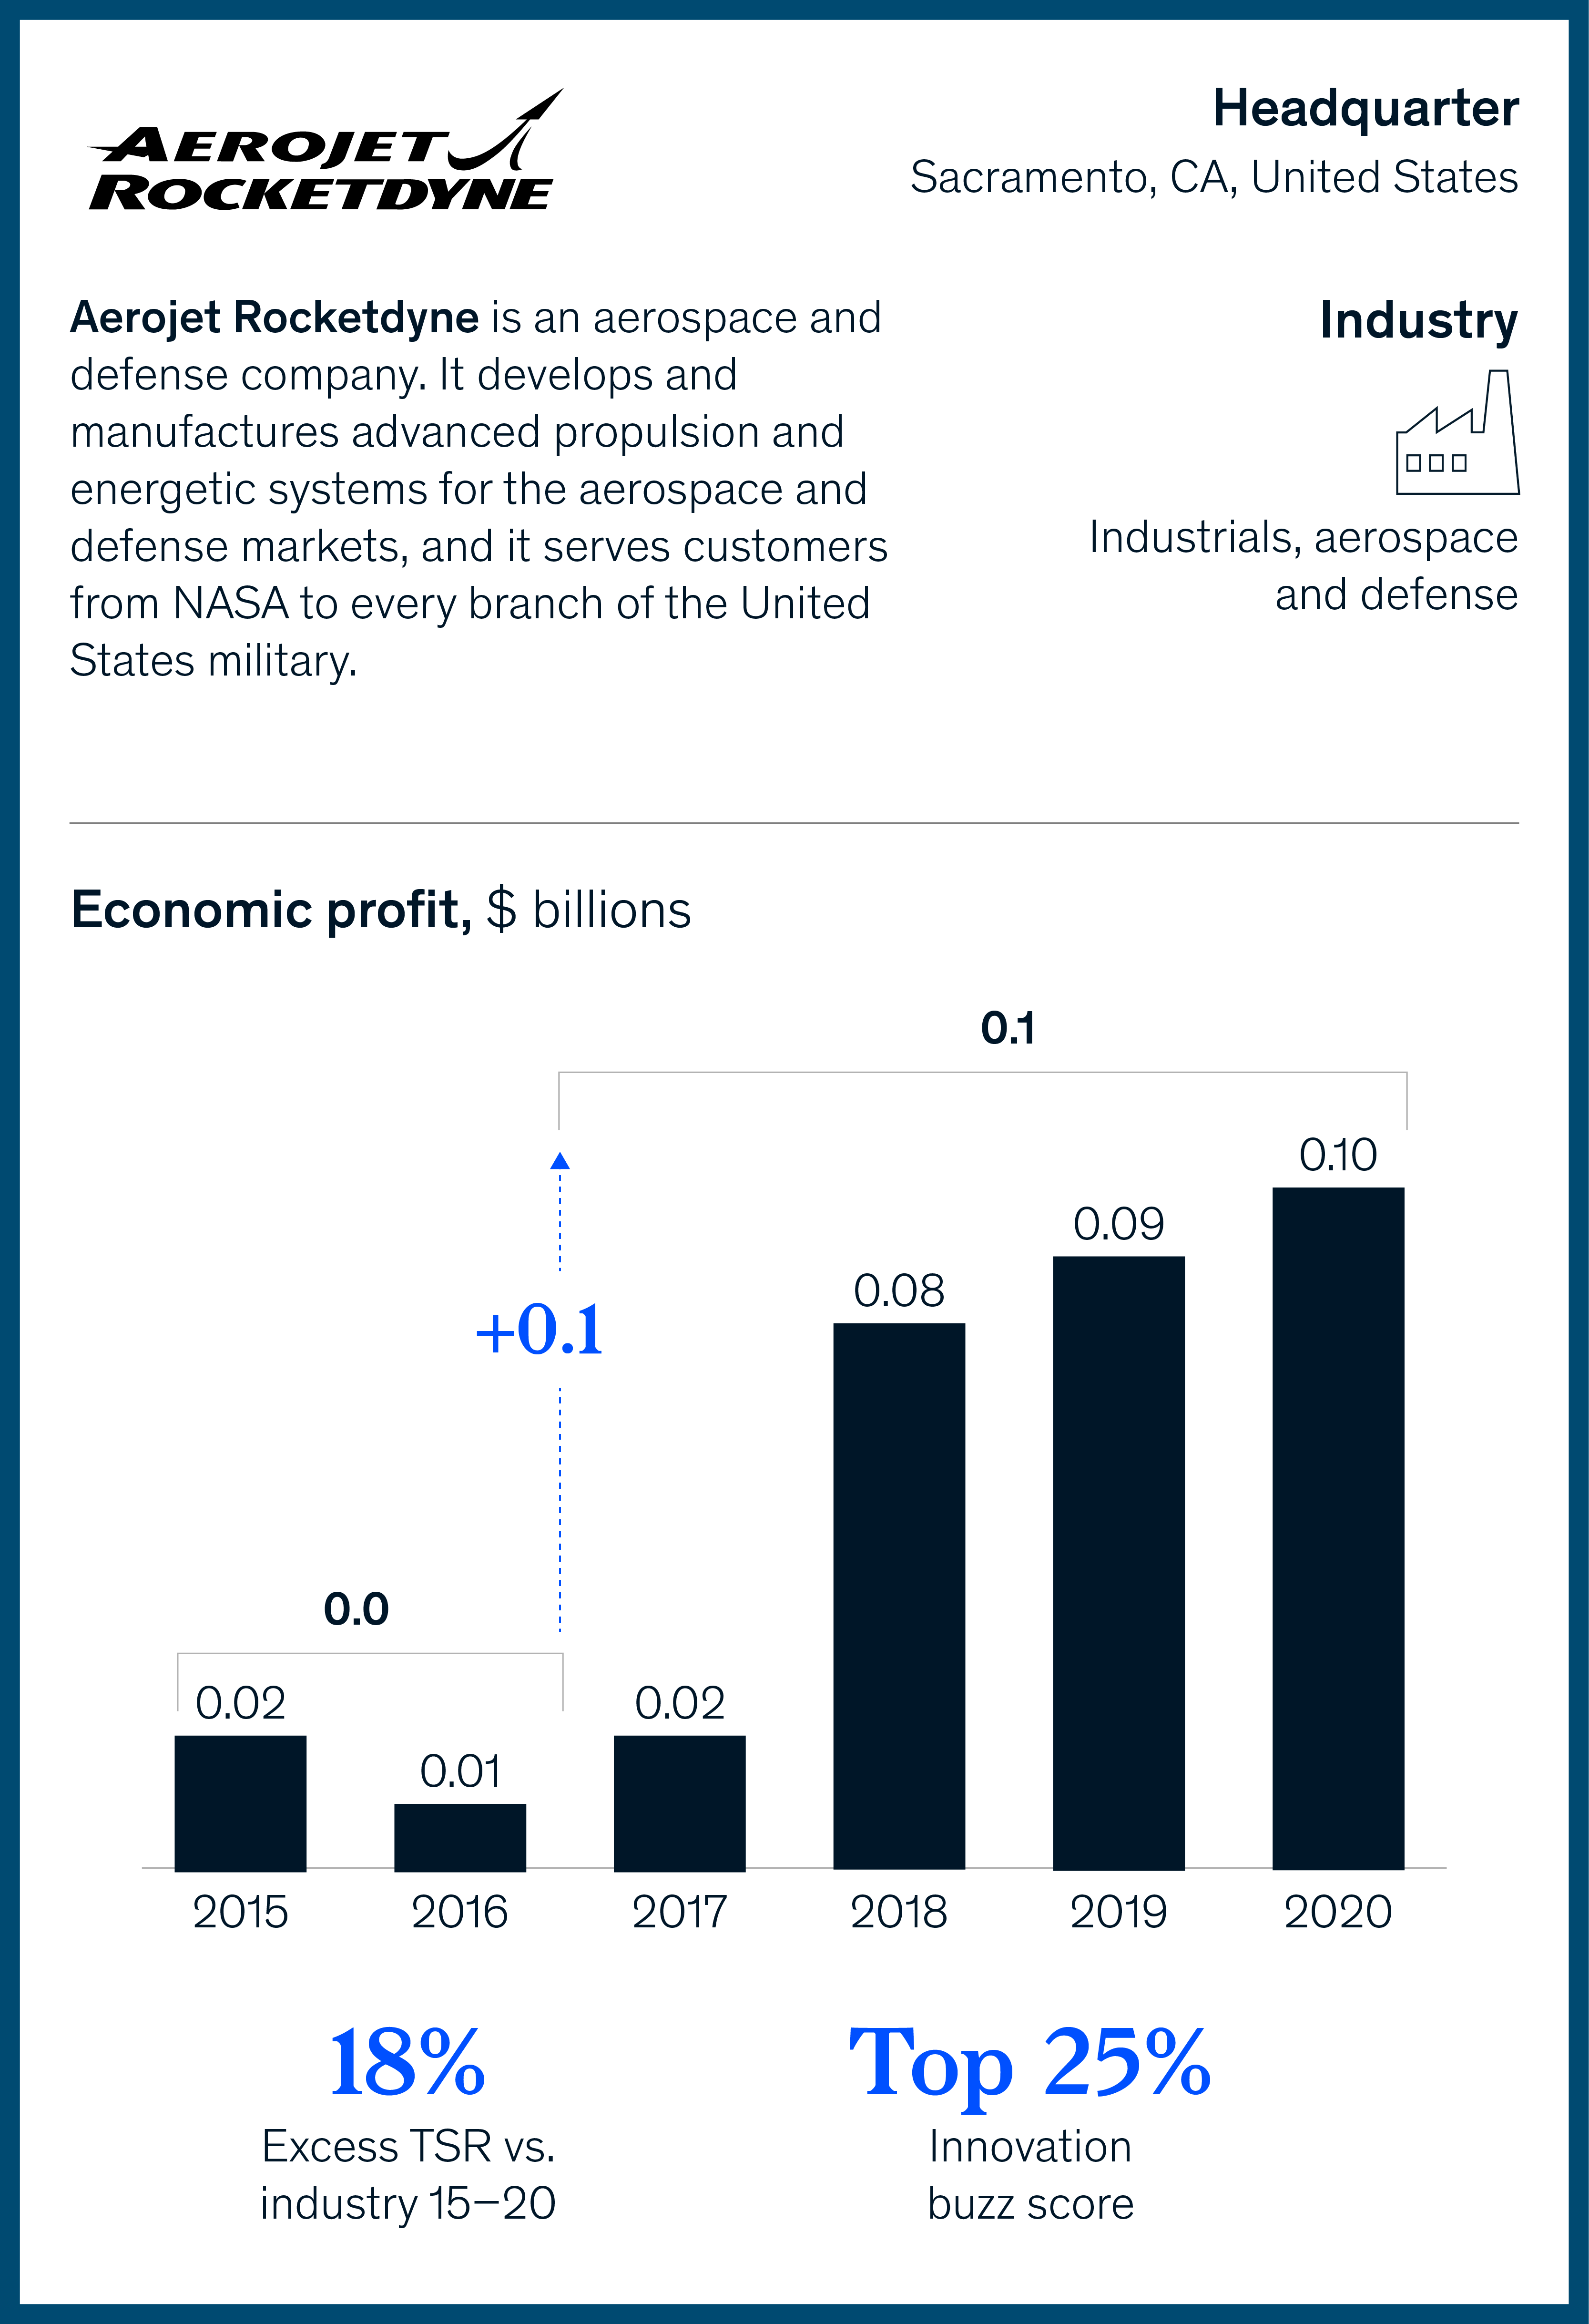 AEROJET
ROCKETDYNE
Headquarter
Sacramento, CA, United States
Aerojet Rocketdyne is an aerospace and
defense company. It develops and
manufactures advanced propulsion and
energetic systems for the aerospace and
defense markets, and it serves customers
from NASA to every branch of the United
States military.
Industry
Industrials, aerospace
and defense
Economic profit, $ billions
0.1
0.10
0.09
0.08
+0.1
0.0
0.02
0.01
0.02
2015 2016 2017 2018 2019 2020
18%
Excess TSR vs.
industry 15–20
Top 25%
Innovation
buzz score